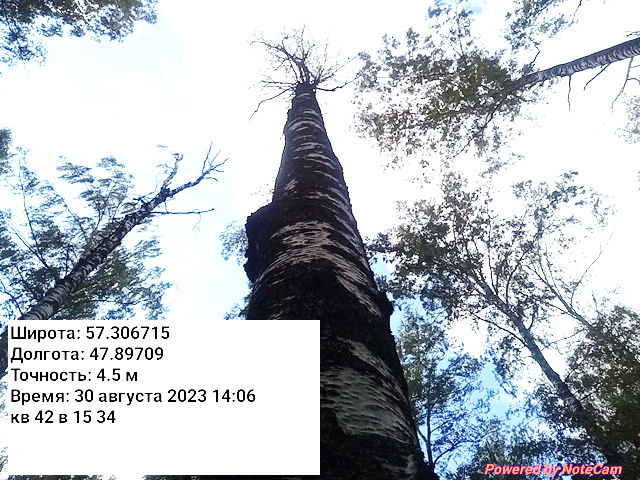 Широта: 57.306715
Долгота: 47.89709
Точность: 4.5 м
Время: 30 августа 2023 14:06
кв 42 в 15 34
Powered by NoteCam